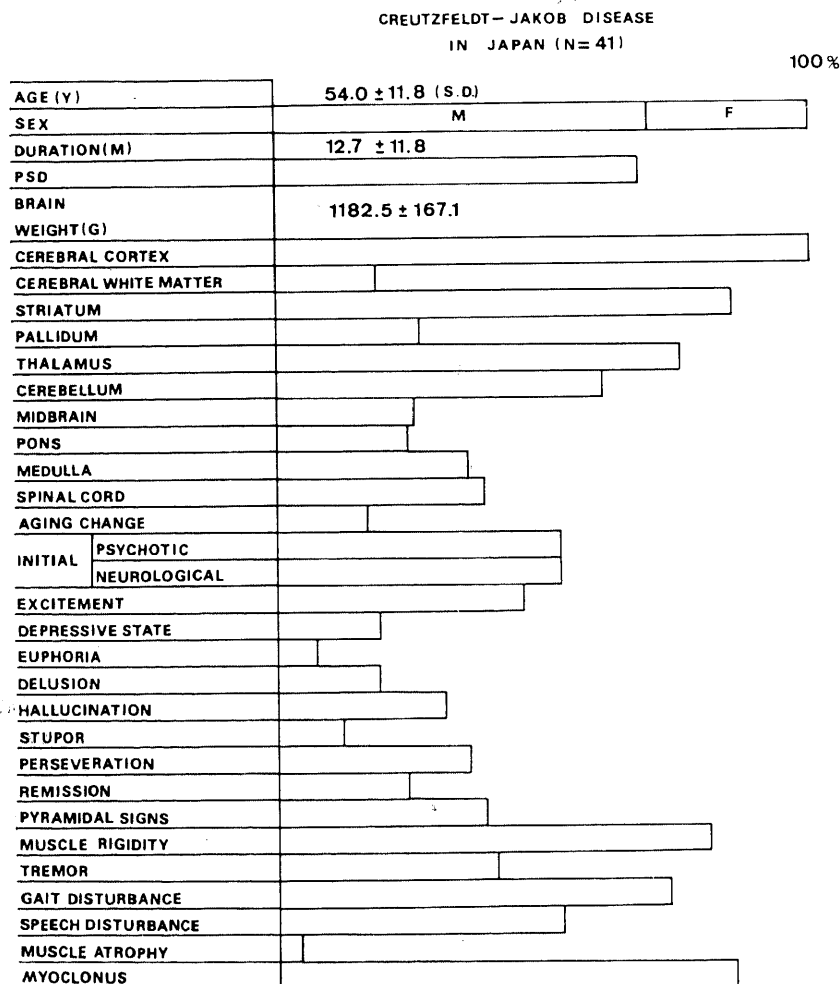 CREUTZFELDT-JAKOB DISEASE
IN JAPAN (N=41)
100%
AGE (Y) 54.0 ±11.8 (S.D.)
SEX M F
DURATION(M) 12.7 ±11.8
PSD
BRAIN
WEIGHT(G) 1182.5 ± 167.1
CEREBRAL CORTEX
CEREBRAL WHITE MATTER
STRIATUM
PALLIDUM
THALAMUS
CEREBELLUM
MIDBRAIN
PONS
MEDULLA
SPINAL CORD
AGING CHANGE
INITIAL PSYCHOTIC
NEUROLOGICAL
EXCITEMENT
DEPRESSIVE STATE
EUPHORIA
DELUSION
HALLUCINATION
STUPOR
PERSEVERATION
REMISSION
PYRAMIDAL SIGNS
MUSCLE RIGIDITY
TREMOR
GAIT DISTURBANCE
SPEECH DISTURBANCE
MUSCLE ATROPHY
MYOCLONUS